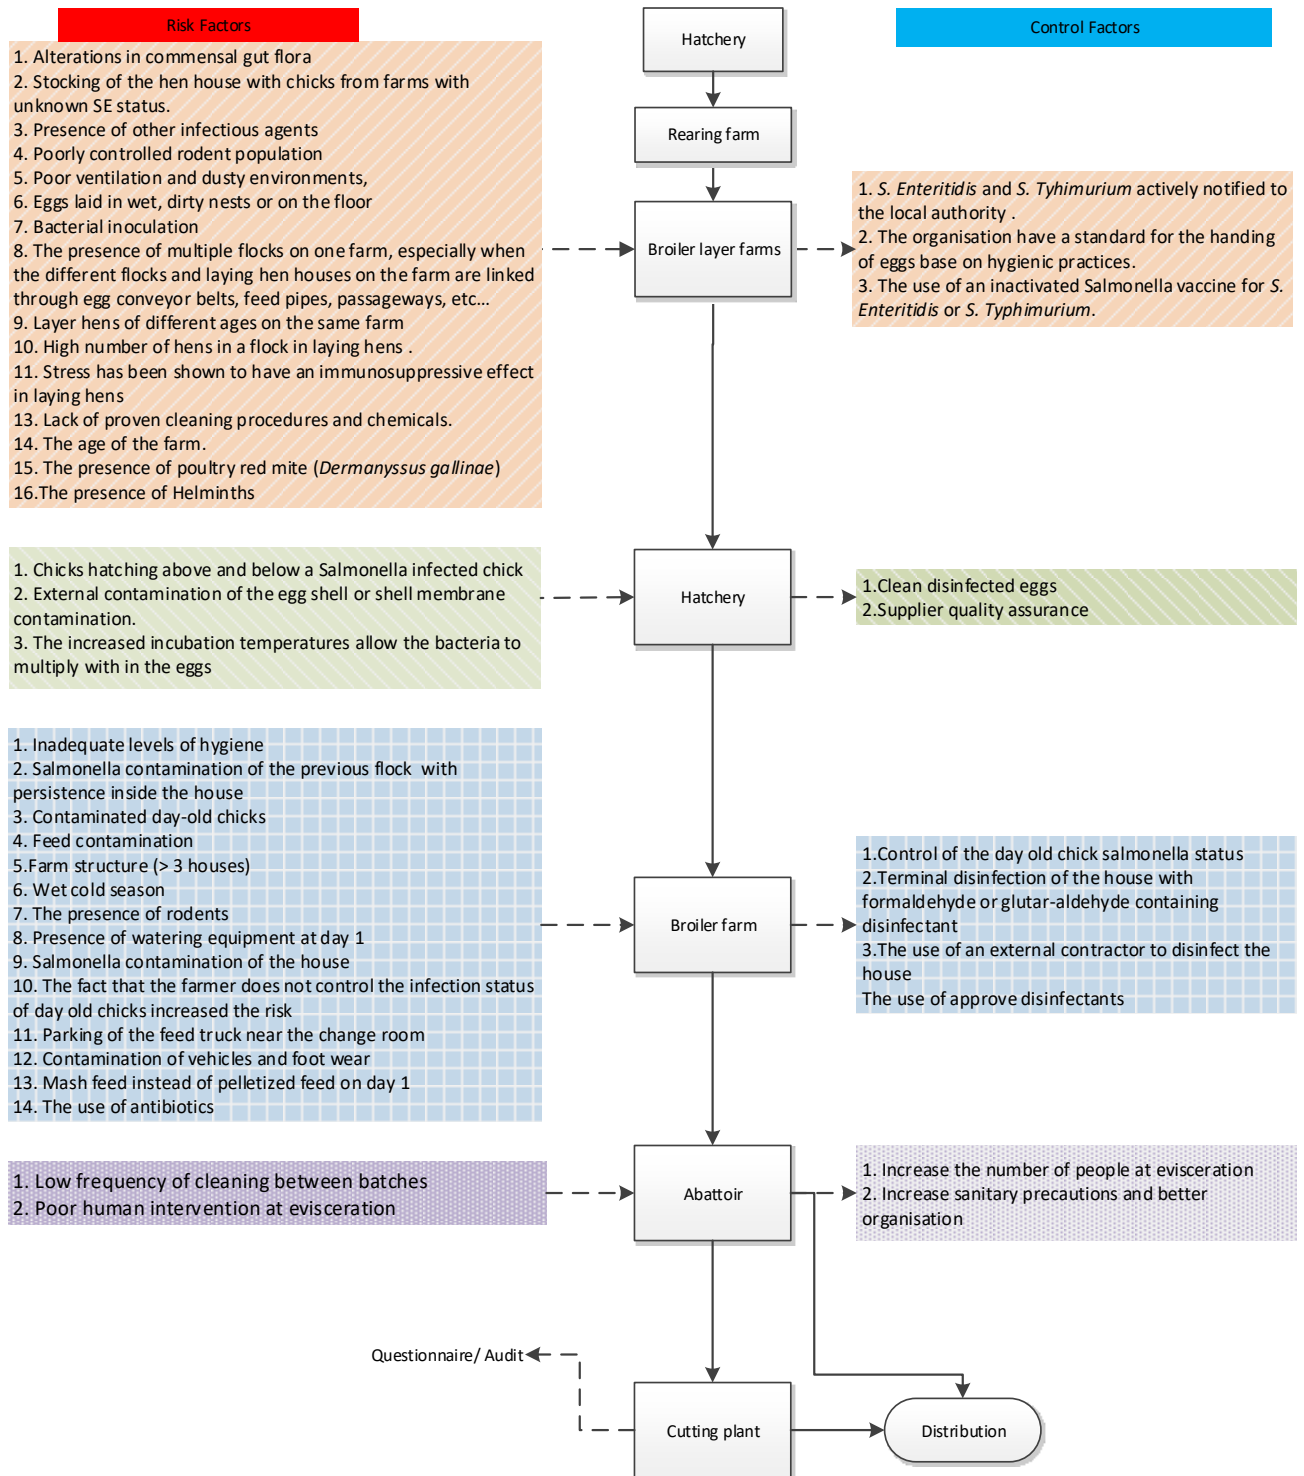 Risk Factors
Hatchery
Control Factors
1. Alterations in commensal gut flora
2. Stocking of the hen house with chicks from farms with
unknown SE status.
3. Presence of other infectious agents
4. Poorly controlled rodent population
5. Poor ventilation and dusty environments,
6. Eggs laid in wet, dirty nests or on the floor
7. Bacterial inoculation
8. The presence of multiple flocks on one farm, especially when
the different flocks and laying hen houses on the farm are linked
through egg conveyor belts, feed pipes, passageways, etc...
9. Layer hens of different ages on the same farm
10. High number of hens in a flock in laying hens .
11. Stress has been shown to have an immunosuppressive effect
in laying hens
13. Lack of proven cleaning procedures and chemicals.
14. The age of the farm.
15. The presence of poultry red mite (Dermanyssus gallinae)
16.The presence of Helminths
Rearing farm
Broiler layer farms
1. S. Enteritidis and S. Tyhimurium actively notified to
the local authority .
2. The organisation have a standard for the handing
of eggs base on hygienic practices.
3. The use of an inactivated Salmonella vaccine for S.
Enteritidis or S. Typhimurium.
1. Chicks hatching above and below a Salmonella infected chick
2. External contamination of the egg shell or shell membrane
contamination.
3. The increased incubation temperatures allow the bacteria to
multiply with in the eggs
Hatchery
1.Clean disinfected eggs
2.Supplier quality assurance
1. Inadequate levels of hygiene
2. Salmonella contamination of the previous flock with
persistence inside the house
3. Contaminated day-old chicks
4. Feed contamination
5.Farm structure (> 3 houses)
6. Wet cold season
7. The presence of rodents
8. Presence of watering equipment at day 1
9. Salmonella contamination of the house
10. The fact that the farmer does not control the infection status
of day old chicks increased the risk
11. Parking of the feed truck near the change room
12. Contamination of vehicles and foot wear
13. Mash feed instead of pelletized feed on day 1
14. The use of antibiotics
Broiler farm
1.Control of the day old chick salmonella status
2.Terminal disinfection of the house with
formaldehyde or glutar-aldehyde containing
disinfectant
3.The use of an external contractor to disinfect the
house
The use of approve disinfectants
1. Low frequency of cleaning between batches
2. Poor human intervention at evisceration
Abattoir
1. Increase the number of people at evisceration
2. Increase sanitary precautions and better
organisation
Questionnaire/ Audit
Cutting plant
Distribution